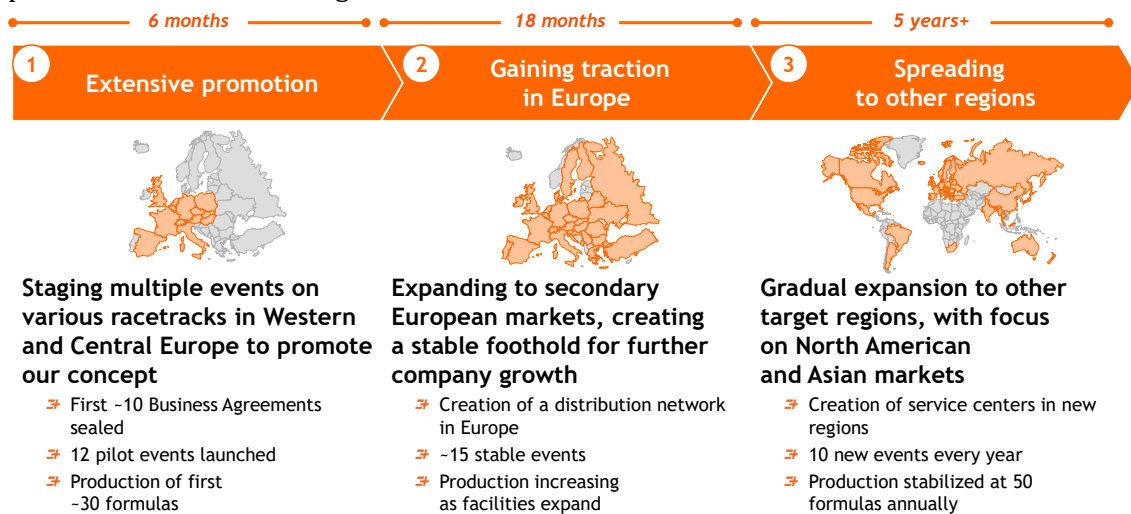 6 months
18 months
5 years+
1
Extensive promotion
2
Gaining traction
in Europe
3
Spreading
to other regions
Staging multiple events on
various racetracks in Western
and Central Europe to promote
our concept
First ~10 Business Agreements
sealed
12 pilot events launched
Production of first
~30 formulas
Expanding to secondary
European markets, creating
a stable foothold for further
company growth
Creation of a distribution network
in Europe
~15 stable events
Production increasing
as facilities expand
Gradual expansion to other
target regions, with focus
on North American
and Asian markets
Creation of service centers in new
regions
10 new events every year
Production stabilized at 50
formulas annually